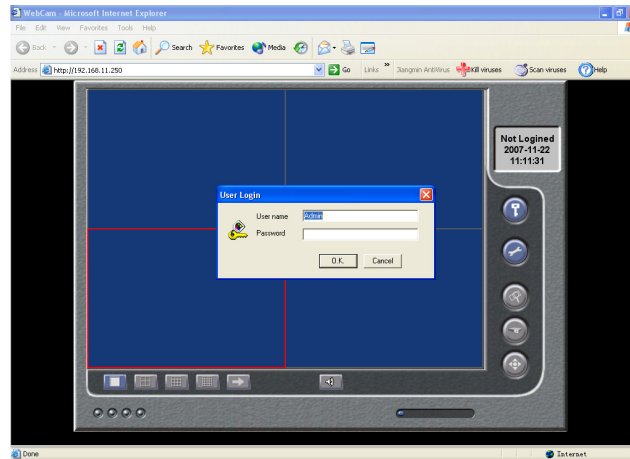 WebCam - Microsoft Internet Explorer
File Edit View Favorites Tools Help
Back Search Favorites Media
Address http://192.168.11.250 Go Links » Jiangmin AntiVirus Kill viruses Scan viruses Help
Not Logined
2007-11-22
11:11:31
User Login
User name Admin
Password
O.K. Cancel
Done Internet